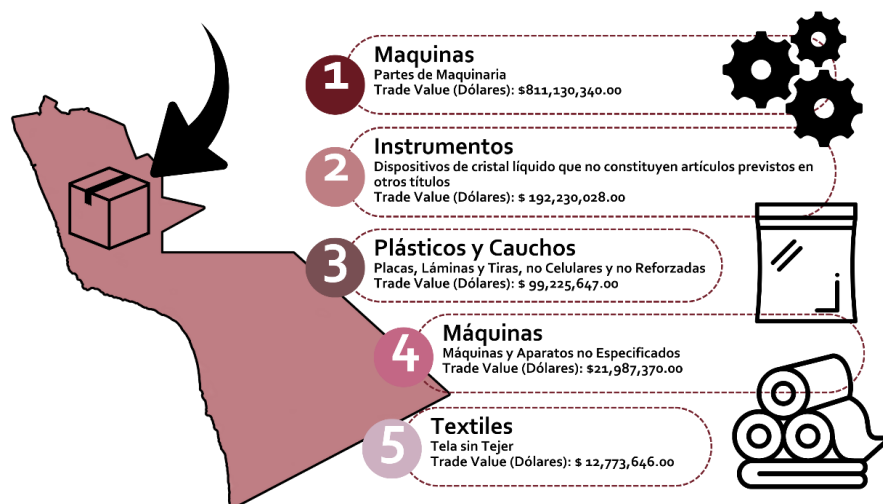 1
Maquinas
Partes de Maquinaria
Trade Value (Dólares): $811,130,340.00
2
Instrumentos
Dispositivos de cristal líquido que no constituyen artículos previstos en
otros títulos
Trade Value (Dólares): $ 192,230,028.00
3
Plásticos y Cauchos
Placas, Láminas y Tiras, no Celulares y no Reforzadas
Trade Value (Dólares): $ 99,225,647.00
4
Máquinas
Máquinas y Aparatos no Especificados
Trade Value (Dólares): $21,987,370.00
5
Textiles
Tela sin Tejer
Trade Value (Dólares): $ 12,773,646.00